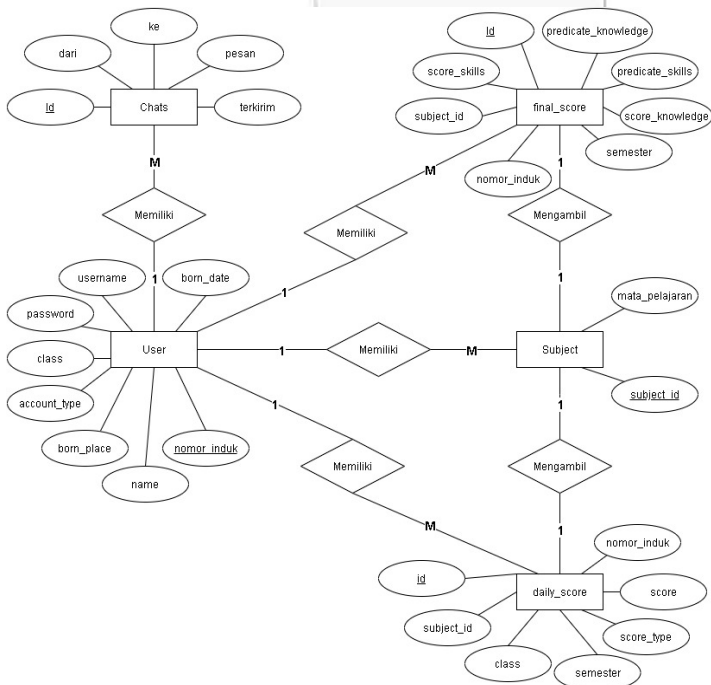 ke
dari
pesan
Id
Chats
terkirim
M
Memiliki
1
Id
predicate_knowledge
score_skills
predicate_skills
subject_id
final_score
score_knowledge
nomor_induk
semester
M
Memiliki
1
1
Mengambil
1
username
born_date
password
class
User
account_type
born_place
name
nomor_induk
1
Memiliki
M
mata_pelajaran
Subject
subject_id
1
Memiliki
M
1
Mengambil
1
nomor_induk
id
daily_score
score
subject_id
score_type
class
semester